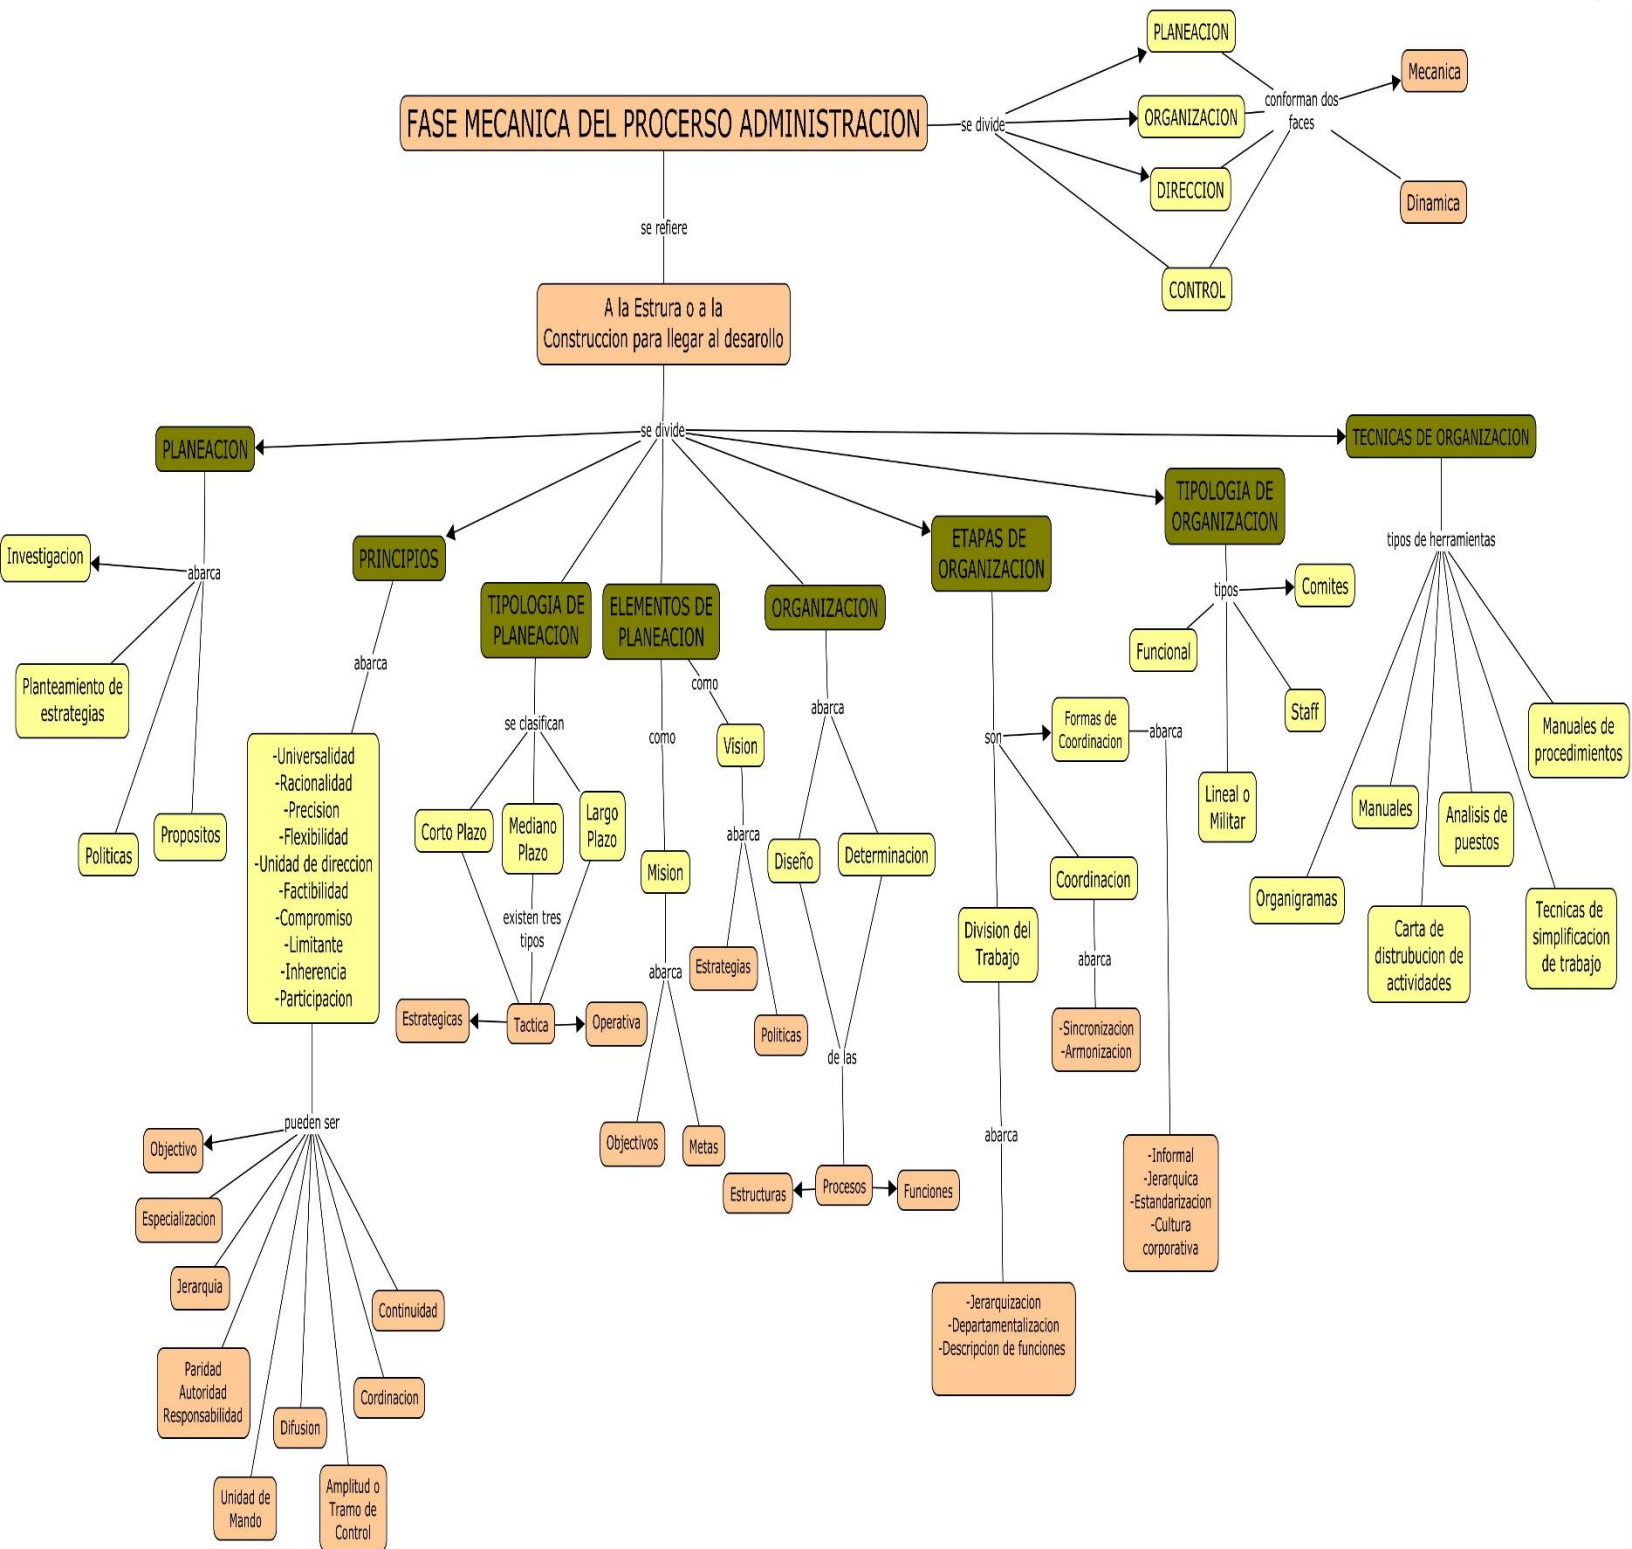 FASE MECANICA DEL PROCERSO ADMINISTRACION
se divide
PLANEACION
ORGANIZACION
DIRECCION
CONTROL
conforman dos
faces
Mecanica
Dinamica
se refiere
A la Estrura o a la
Construccion para llegar al desarollo
se divide
PLANEACION
abarca
Investigacion
Planteamiento de
estrategias
Politicas
Propositos
PRINCIPIOS
abarca
-Universalidad
-Racionalidad
-Precision
-Flexibilidad
-Unidad de direccion
-Factibilidad
-Compromiso
-Limitante
-Inherencia
-Participacion
pueden ser
Objectivo
Especializacion
Jerarquia
Paridad
Autoridad
Responsabilidad
Unidad de
Mando
Difusion
Amplitud o
Tramo de
Control
Cordinacion
Continuidad
TIPOLOGIA DE
PLANEACION
se clasifican
Corto Plazo
Mediano
Plazo
Largo
Plazo
existen tres
tipos
Estrategicas
Tactica
Operativa
ELEMENTOS DE
PLANEACION
como
Mision
abarca
Objectivos
Metas
como
Vision
abarca
Estrategias
Politicas
ORGANIZACION
abarca
Diseño
Determinacion
de las
Estructuras
Procesos
Funciones
ETAPAS DE
ORGANIZACION
son
Division del
Trabajo
abarca
-Jerarquizacion
-Departamentalizacion
-Descripcion de funciones
Coordinacion
abarca
-Sincronizacion
-Armonizacion
Formas de
Coordinacion
abarca
-Informal
-Jerarquica
-Estandarizacion
-Cultura
corporativa
TIPOLOGIA DE
ORGANIZACION
tipos
Funcional
Lineal o
Militar
Staff
Comites
TECNICAS DE ORGANIZACION
tipos de herramientas
Organigramas
Manuales
Carta de
distrubucion de
actividades
Analisis de
puestos
Tecnicas de
simplificacion
de trabajo
Manuales de
procedimientos